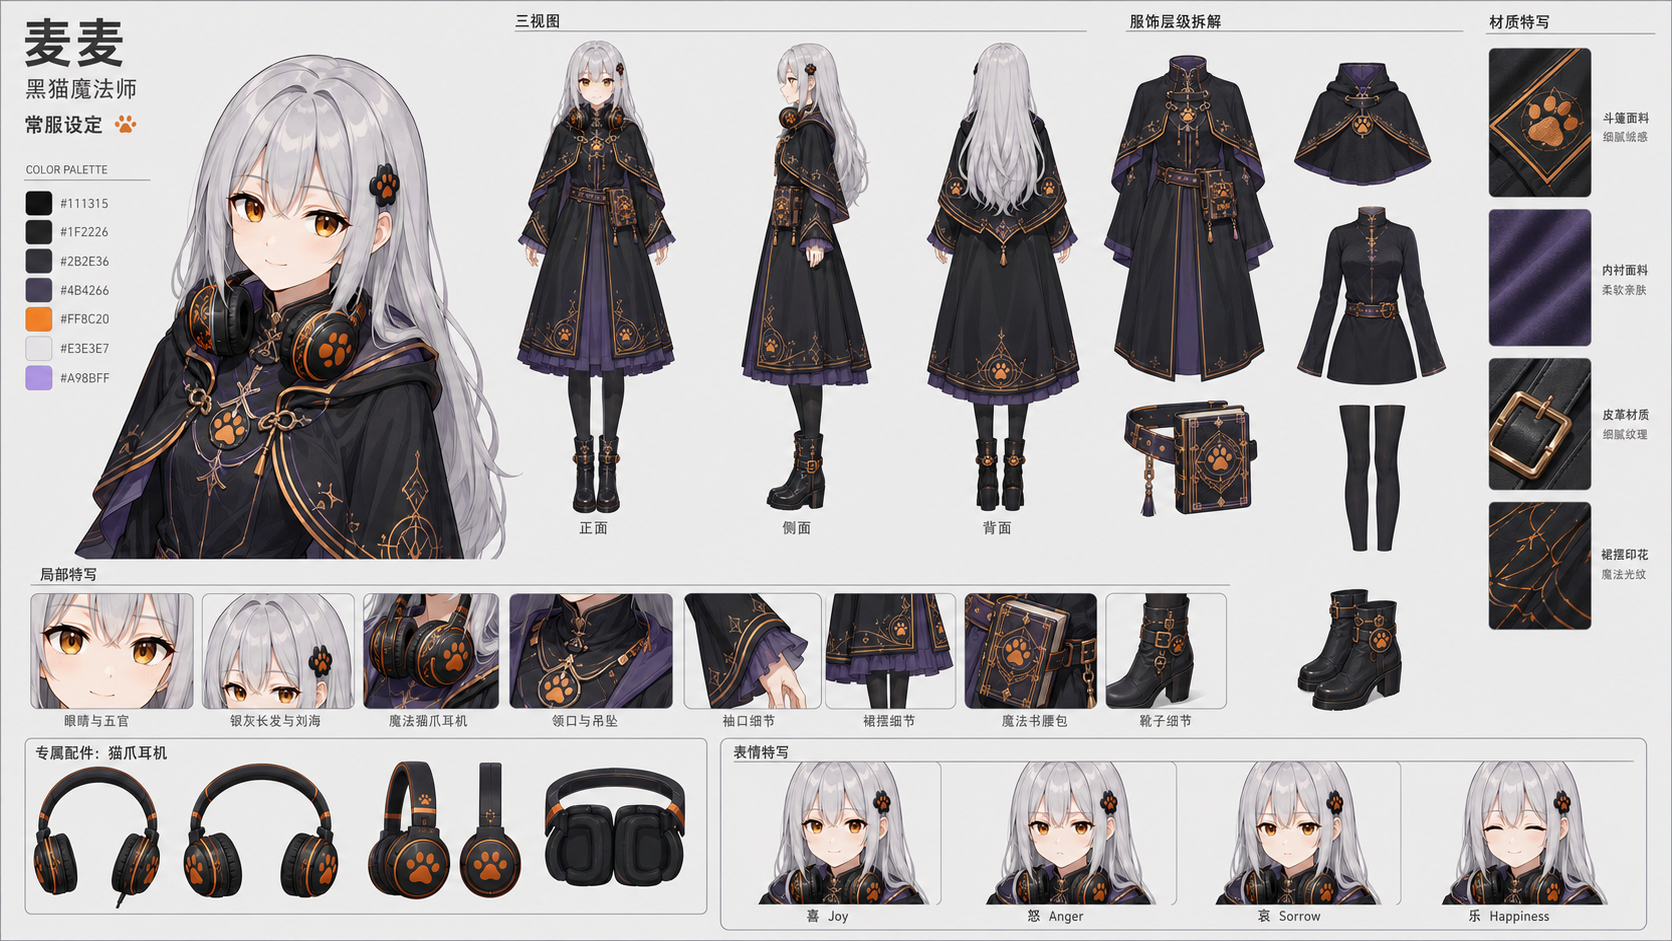 麦麦
黑猫魔法师
常服设定
COLOR PALETTE
#111315
#1F2226
#2B2E36
#4B4266
#FF8C20
#E3E3E7
#A98BFF
三视图
正面
侧面
背面
服饰层级拆解
材质特写
斗篷面料
细腻绒感
内衬面料
柔软亲肤
皮革材质
细腻纹理
裙摆印花
魔法光纹
局部特写
眼睛与五官
银灰长发与刘海
魔法猫爪耳机
领口与吊坠
袖口细节
裙摆细节
魔法书腰包
靴子细节
专属配件：猫爪耳机
表情特写
喜 Joy
怒 Anger
哀 Sorrow
乐 Happiness